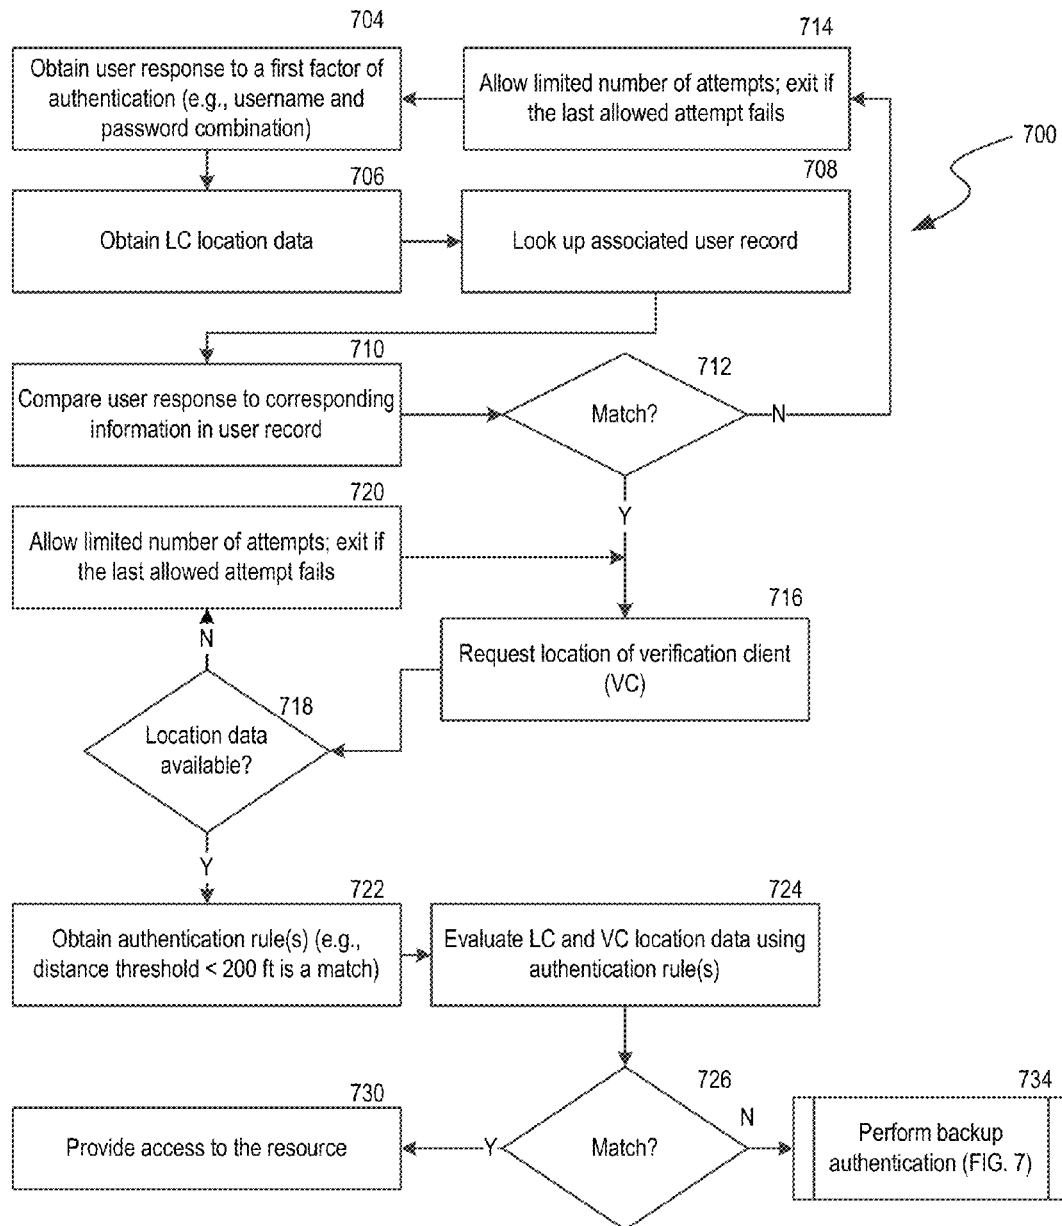 704
Obtain user response to a first factor of
authentication (e.g., username and
password combination)
714
Allow limited number of attempts; exit if
the last allowed attempt fails
700
706
Obtain LC location data
708
Look up associated user record
710
Compare user response to corresponding
information in user record
712
Match?
N
Y
720
Allow limited number of attempts; exit if
the last allowed attempt fails
716
Request location of verification client
(VC)
N
718
Location data
available?
Y
722
Obtain authentication rule(s) (e.g.,
distance threshold < 200 ft is a match)
724
Evaluate LC and VC location data using
authentication rule(s)
726
Match?
Y
N
730
Provide access to the resource
734
Perform backup
authentication (FIG. 7)